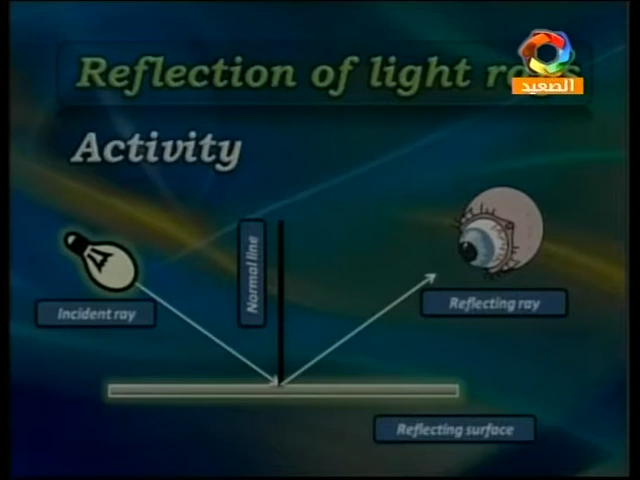 Reflection of light
الصعيد
Activity
Normal line
Incident ray
Reflecting ray
Reflecting surface